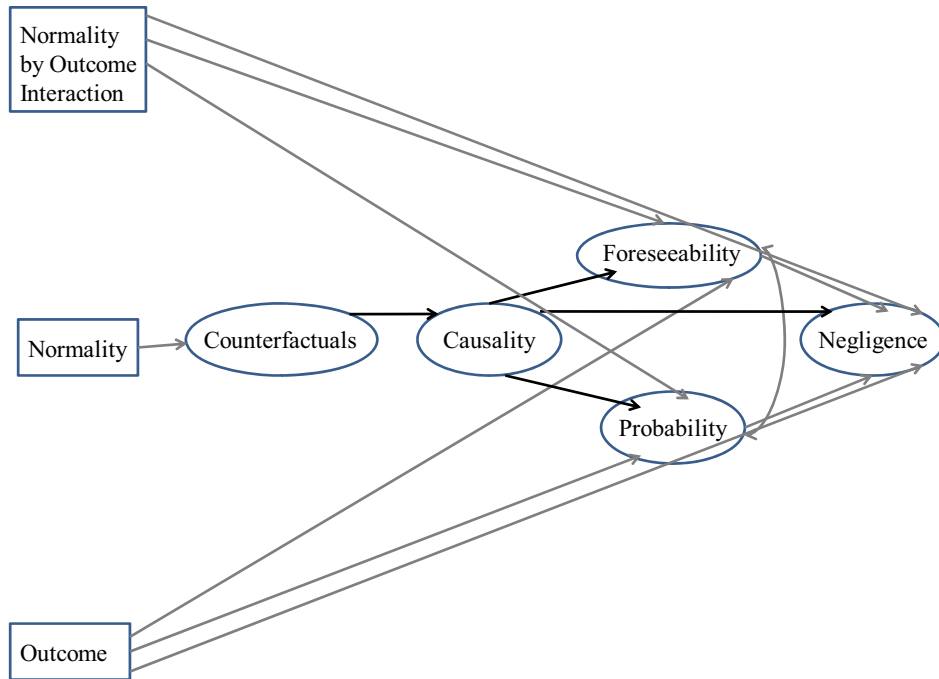 Normality
by Outcome
Interaction
Foreseeability
Normality
Counterfactuals
Causality
Negligence
Probability
Outcome